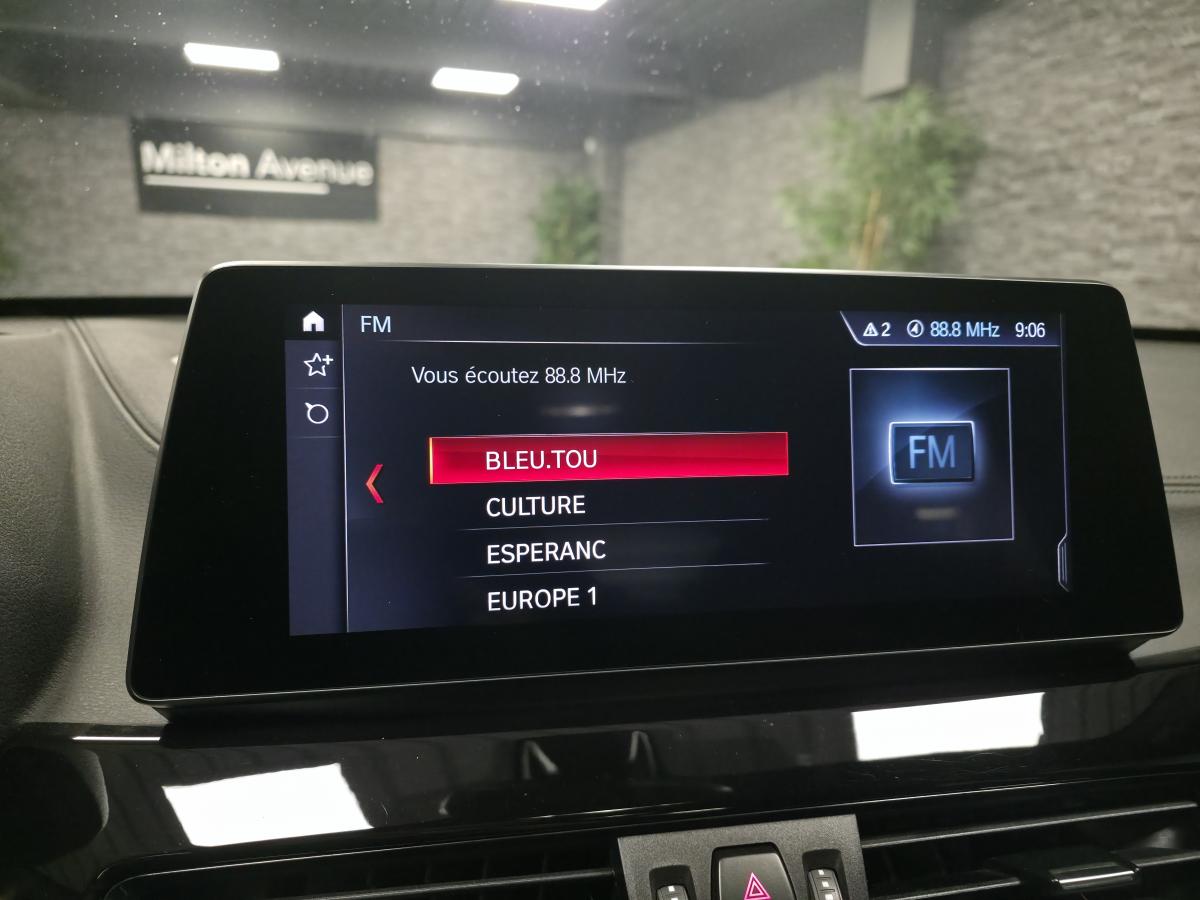 Milton Avenue
FM
2 88.8 MHz 9:06
Vous écoutez 88.8 MHz
BLEU.TOU
CULTURE
ESPERANC
EUROPE 1
FM